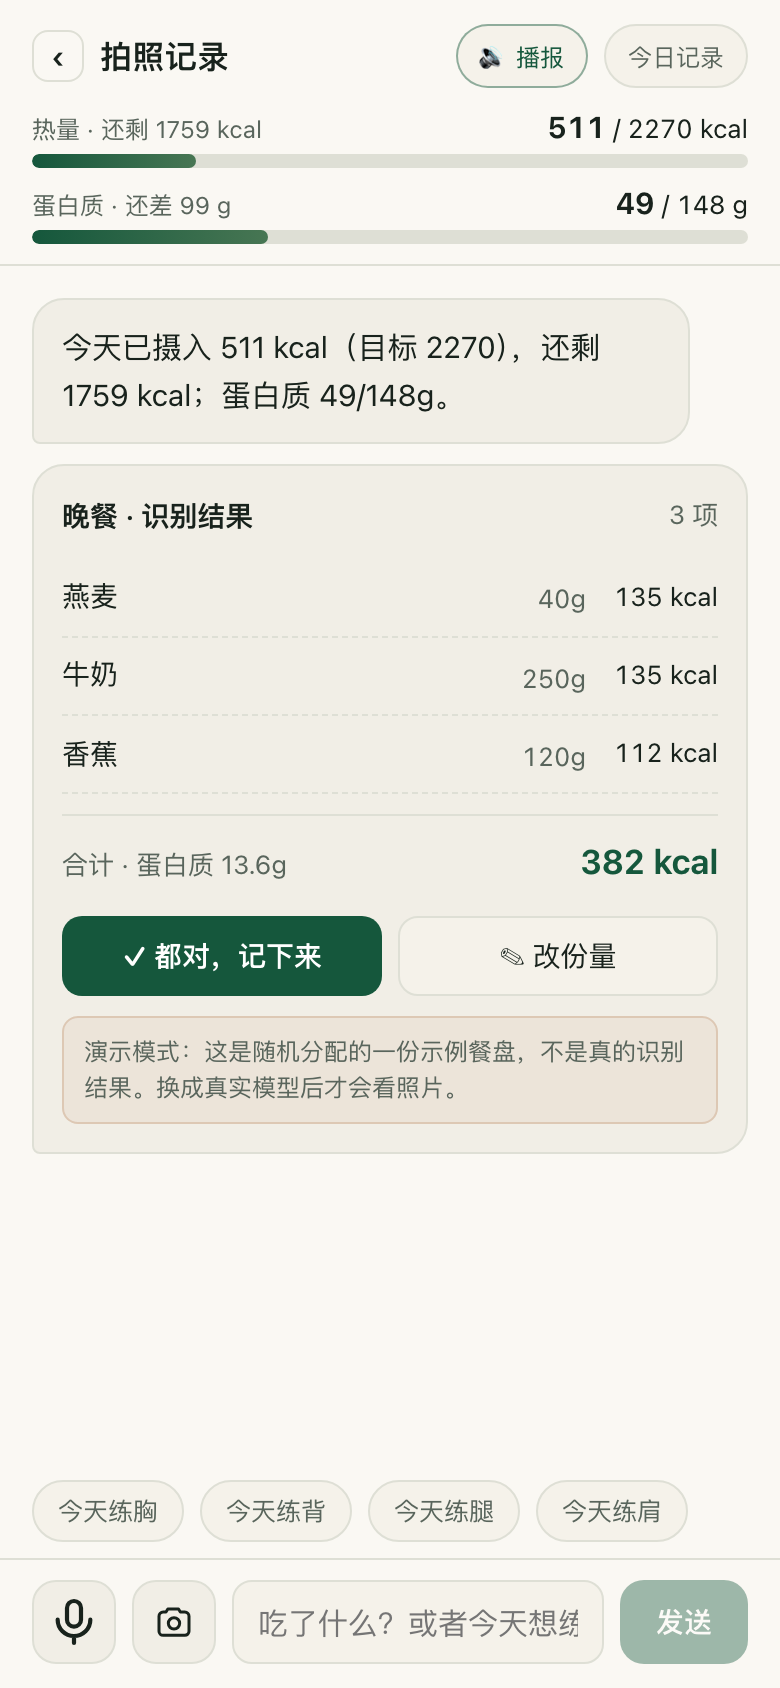 ‹ 拍照记录 🔉 播报 今日记录
热量 · 还剩 1759 kcal 511 / 2270 kcal
蛋白质 · 还差 99 g 49 / 148 g
今天已摄入 511 kcal（目标 2270），还剩
1759 kcal；蛋白质 49/148g。
晚餐 · 识别结果 3 项
燕麦 40g 135 kcal
牛奶 250g 135 kcal
香蕉 120g 112 kcal
合计 · 蛋白质 13.6g 382 kcal
✓ 都对，记下来 ✎ 改份量
演示模式：这是随机分配的一份示例餐盘，不是真的识别
结果。换成真实模型后才会看照片。
今天练胸 今天练背 今天练腿 今天练肩
吃了什么？或者今天想练 发送